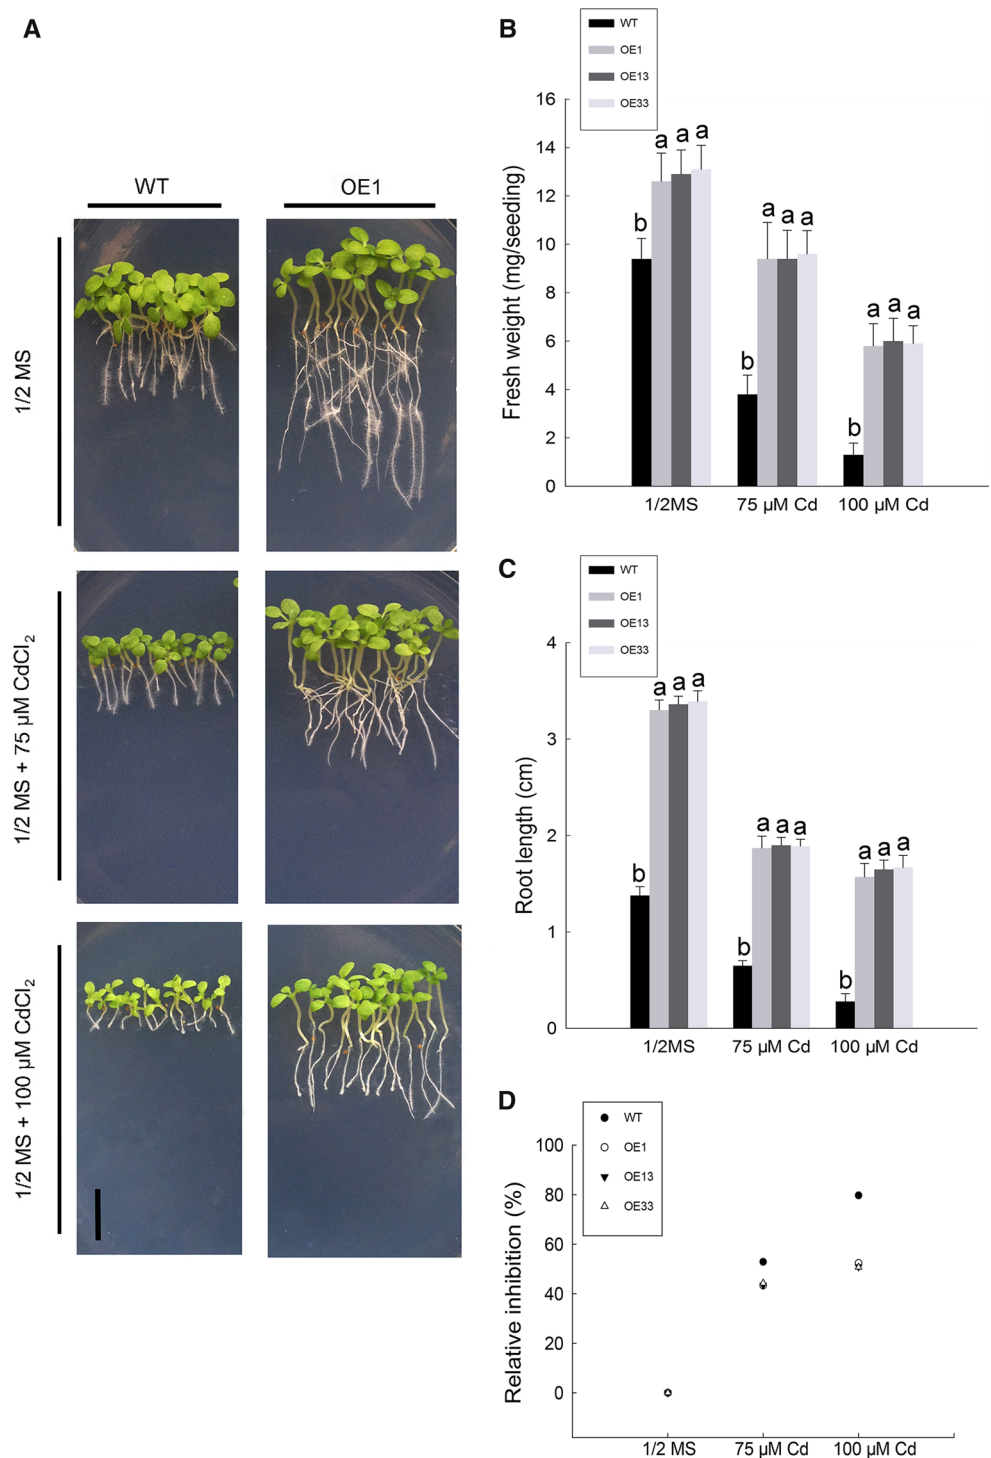 A
WT
OE1
1/2 MS
1/2 MS + 75 µM CdCl2
1/2 MS + 100 µM CdCl2
B
WT
OE1
OE13
OE33
Fresh weight (mg/seeding)
16
14
12
10
8
6
4
2
0
b a a a
b a a a
b a a a
1/2MS 75 µM Cd 100 µM Cd
C
WT
OE1
OE13
OE33
Root length (cm)
4
3
2
1
0
b a a a
b a a a
b a a a
1/2MS 75 µM Cd 100 µM Cd
D
WT
OE1
OE13
OE33
Relative inhibition (%)
100
80
60
40
20
0
1/2 MS 75 µM Cd 100 µM Cd